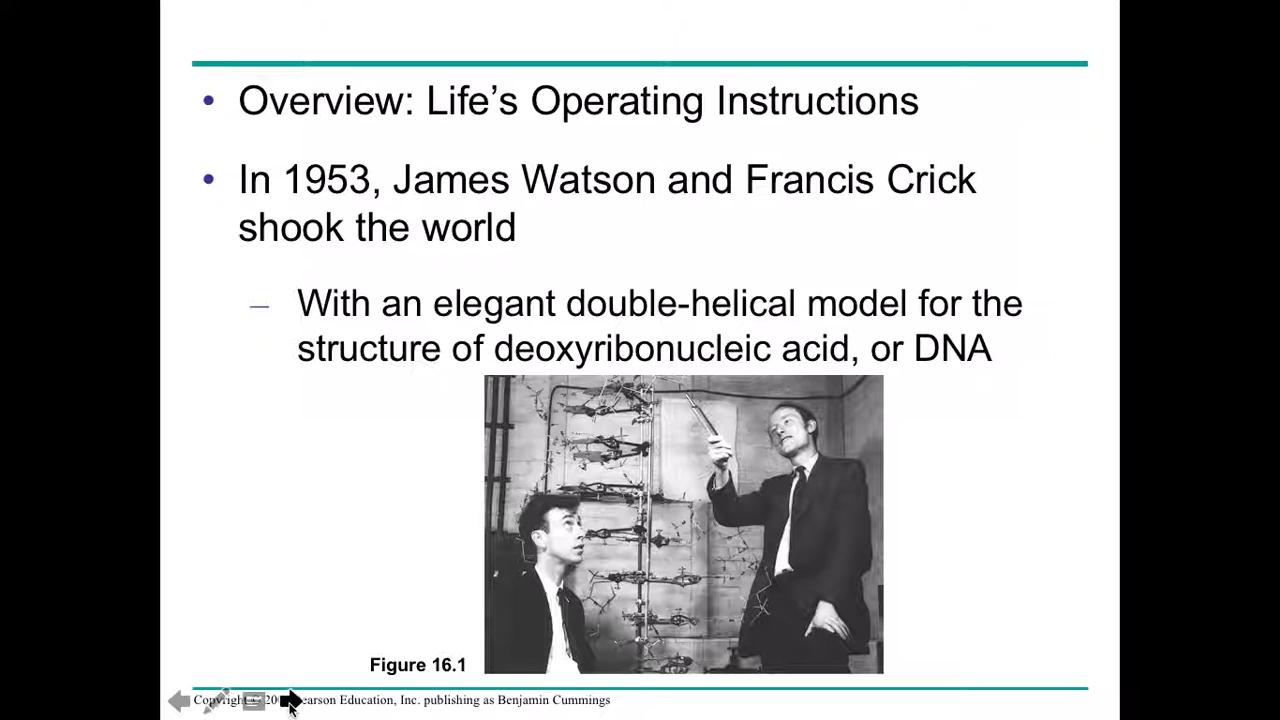 • Overview: Life’s Operating Instructions
• In 1953, James Watson and Francis Crick
shook the world
– With an elegant double-helical model for the
structure of deoxyribonucleic acid, or DNA
Figure 16.1
Copyright © Pearson Education, Inc. publishing as Benjamin Cummings